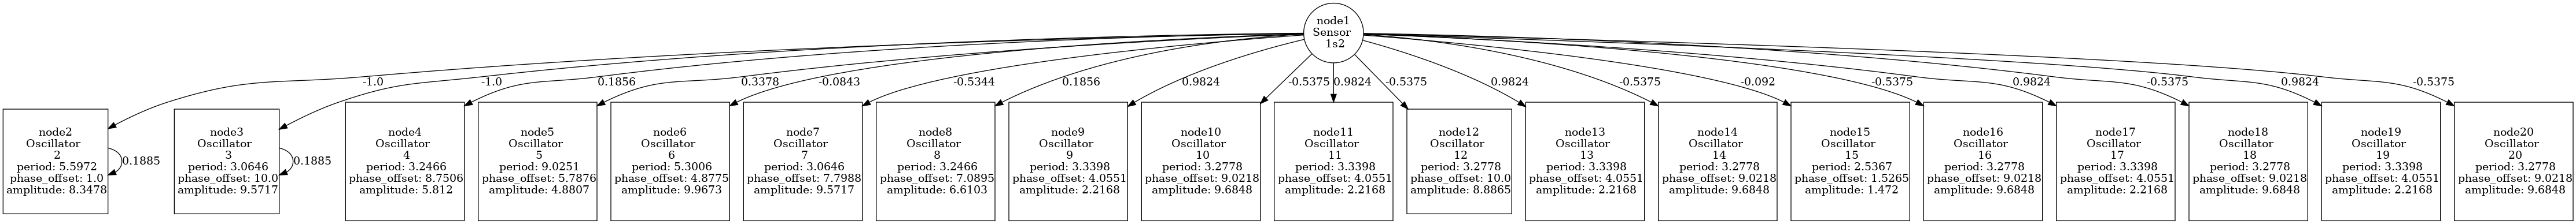 node1
Sensor
1s2
-1.0
-1.0
0.1856
0.3378
-0.0843
-0.5344
0.1856
0.9824
-0.5375
0.9824
-0.5375
0.9824
-0.5375
-0.092
-0.5375
0.9824
-0.5375
0.9824
-0.5375
node2
Oscillator
2
period: 5.5972
phase_offset: 1.0
amplitude: 8.3478
0.1885
node3
Oscillator
3
period: 3.0646
phase_offset: 10.0
amplitude: 9.5717
0.1885
node4
Oscillator
4
period: 3.2466
phase_offset: 8.7506
amplitude: 5.812
node5
Oscillator
5
period: 9.0251
phase_offset: 5.7876
amplitude: 4.8807
node6
Oscillator
6
period: 5.3006
phase_offset: 4.8775
amplitude: 9.9673
node7
Oscillator
7
period: 3.0646
phase_offset: 7.7988
amplitude: 9.5717
node8
Oscillator
8
period: 3.2466
phase_offset: 7.0895
amplitude: 6.6103
node9
Oscillator
9
period: 3.3398
phase_offset: 4.0551
amplitude: 2.2168
node10
Oscillator
10
period: 3.2778
phase_offset: 9.0218
amplitude: 9.6848
node11
Oscillator
11
period: 3.3398
phase_offset: 4.0551
amplitude: 2.2168
node12
Oscillator
12
period: 3.2778
phase_offset: 10.0
amplitude: 8.8865
node13
Oscillator
13
period: 3.3398
phase_offset: 4.0551
amplitude: 2.2168
node14
Oscillator
14
period: 3.2778
phase_offset: 9.0218
amplitude: 9.6848
node15
Oscillator
15
period: 2.5367
phase_offset: 1.5265
amplitude: 1.472
node16
Oscillator
16
period: 3.2778
phase_offset: 9.0218
amplitude: 9.6848
node17
Oscillator
17
period: 3.3398
phase_offset: 4.0551
amplitude: 2.2168
node18
Oscillator
18
period: 3.2778
phase_offset: 9.0218
amplitude: 9.6848
node19
Oscillator
19
period: 3.3398
phase_offset: 4.0551
amplitude: 2.2168
node20
Oscillator
20
period: 3.2778
phase_offset: 9.0218
amplitude: 9.6848